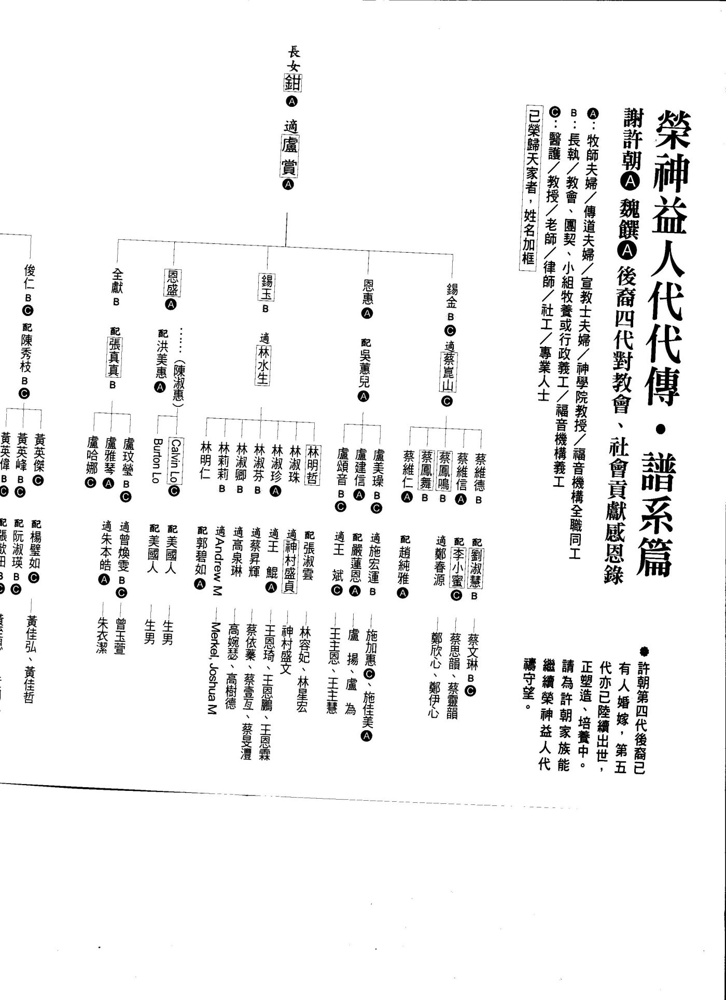 榮神益人代代傳・譜系篇
謝許朝Ⓐ 魏饌Ⓐ 後裔四代對教會、社會貢獻感恩錄
Ⓐ：牧師夫婦／傳道夫婦／宣教士夫婦／神學院教授／福音機構全職同工
B：長執／教會、團契、小組牧養或行政義工／福音機構義工
Ⓒ：醫護／教授／老師／律師／社工／專業人士
已榮歸天家者，姓名加框
許朝第四代後裔已
有人婚嫁，第五
代亦已陸續出世，
正塑造、培養中。
請為許朝家族能
繼續榮神益人代
禱守望。
長女鉗Ⓐ 適盧賞Ⓐ
錫金BⒸ 適蔡崑山Ⓒ
蔡維德B 配劉淑慧B 蔡文琳BⒸ
蔡維信Ⓐ 配李小蜜Ⓒ 蔡思韻、蔡靈韻
蔡鳳鳴B 適鄭春源 鄭欣心、鄭伊心
蔡鳳舞B
蔡維仁Ⓐ 配趙純雅Ⓐ
恩惠Ⓐ 配吳蕙兒Ⓐ
盧美璪BⒸ 適施宏運B 施加惠Ⓒ、施佳美Ⓐ
盧建信Ⓐ 配嚴蓮恩Ⓐ 盧揚、盧為
盧頌音BⒸ 適王斌Ⓒ 王主恩、王主慧
錫玉B 適林水生
林明哲 配張淑雲 林容妃、林星宏
林淑珠 適神村盛貞 神村盛文
林淑珍Ⓐ 適王鯤Ⓐ 王恩琦、王恩鵬、王恩霖
林淑芬B 適蔡昇輝 蔡依蓁、蔡壹亙、蔡旻灃
林淑卿B 適高泉琳 高婉瑟、高樹德
林莉莉B 適Andrew M Merkel, Joshua M
林明仁 配郭碧如Ⓐ
恩盛Ⓐ ……（陳淑惠）
配洪美惠Ⓐ
Calvin LoⒸ 配美國人 生男
Burton Lo 配美國人 生男
全獻B 配張真真B
盧玟瑩BⒸ 適曾煥雯BⒸ 曾玉萱
盧雅琴Ⓐ 適朱本皓Ⓐ 朱衣潔
盧哈娜Ⓒ
俊仁BⒸ 配陳秀枝BⒸ
黃英傑Ⓒ 配楊璧如Ⓒ 黃佳弘、黃佳哲
黃英峰BⒸ 配阮淑瑛BⒸ
黃英偉BⒸ 配